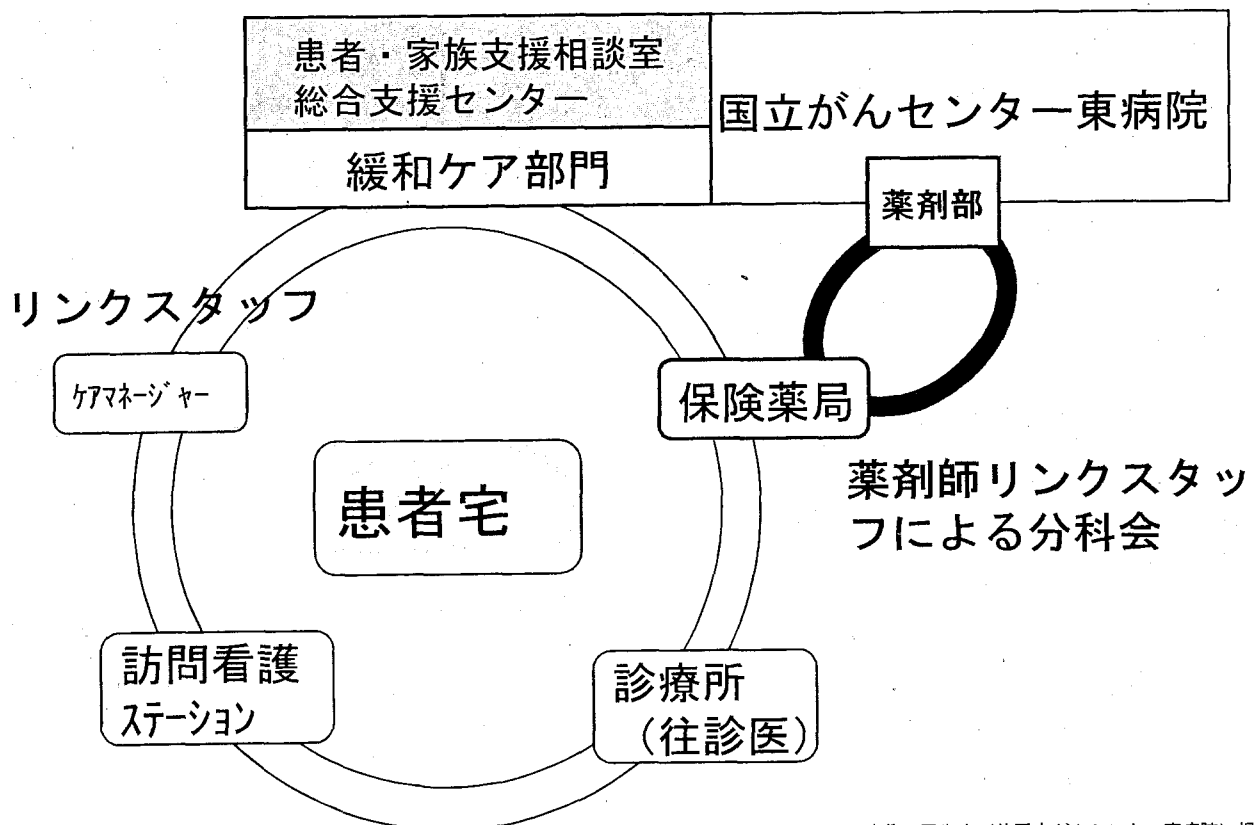 患者・家族支援相談室
総合支援センター
国立がんセンター東病院
緩和ケア部門
薬剤部
リンクスタッフ
ケアマネージャー
保険薬局
患者宅
薬剤師リンクスタッ
フによる分科会
訪問看護
ステーション
診療所
(往診医)